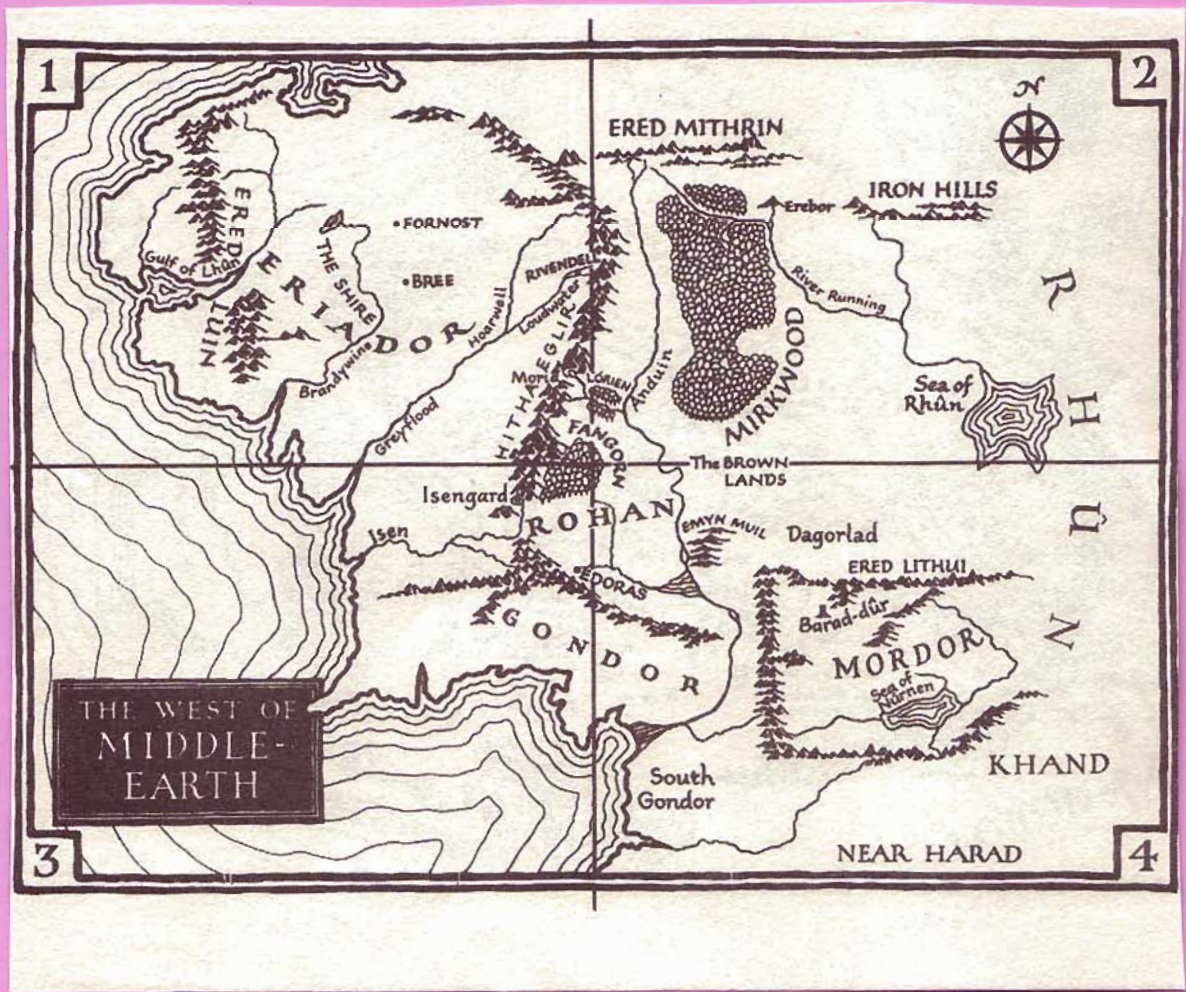 1
2
N
ERED MITHRIN
IRON HILLS
Erebor
ERED
LUIN
FORNOST
Gulf of Lhûn
THE SHIRE
BREE
ERIADOR
RIVENDELL
Loudwater
Hoarwell
River Running
RHÛN
Brandywine
HITHAEGLIR
Moria
LÓRIEN
Anduin
MIRKWOOD
Sea of
Rhûn
Greyflood
FANGORN
The BROWN
LANDS
Isengard
ROHAN
EMYN MUIL
Dagorlad
Isen
EDORAS
ERED LITHUI
Barad-dûr
GONDOR
MORDOR
Sea of
Núrnen
THE WEST OF
MIDDLE-
EARTH
South
Gondor
KHAND
NEAR HARAD
3
4